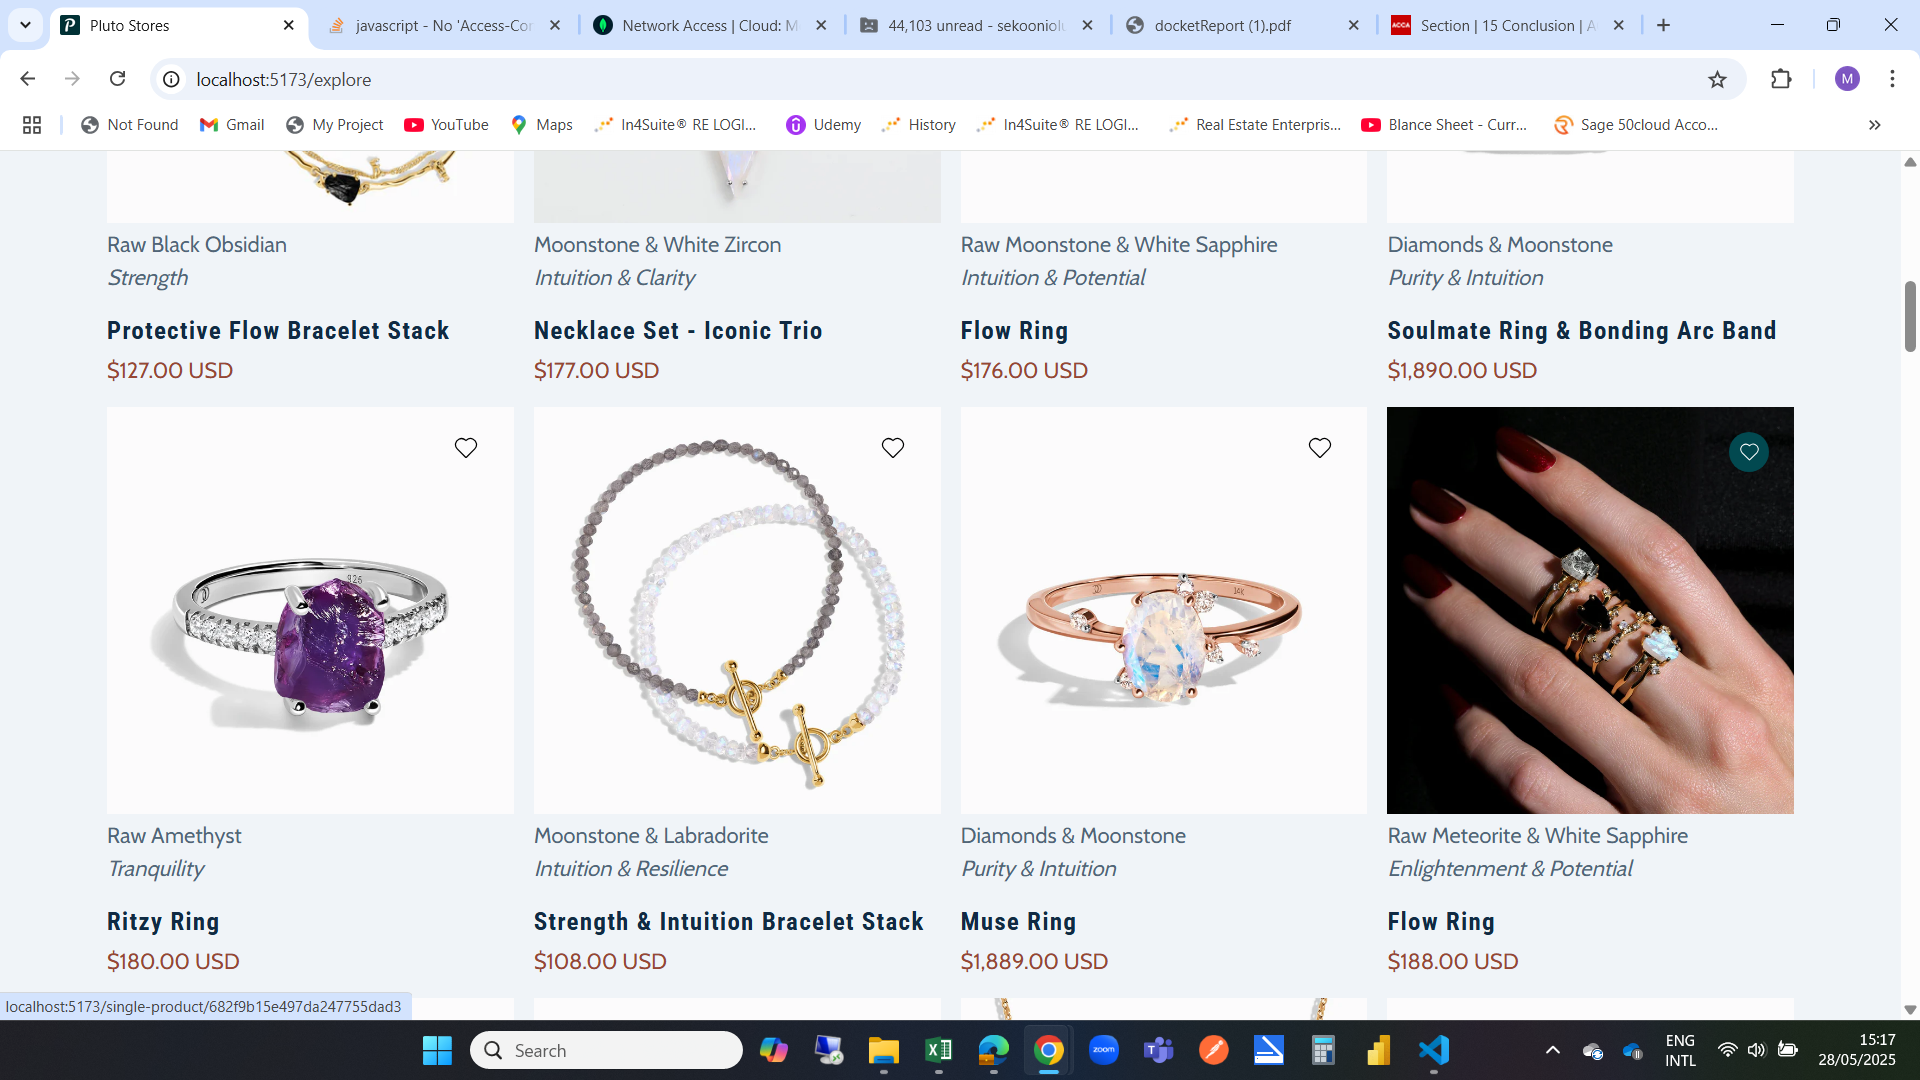 Pluto Stores
javascript - No 'Access-Cor
Network Access | Cloud: M
44,103 unread - sekooniolu
docketReport (1).pdf
Section | 15 Conclusion | A
localhost:5173/explore
M
Not Found
Gmail
My Project
YouTube
Maps
In4Suite® RE LOGI...
Udemy
History
In4Suite® RE LOGI...
Real Estate Enterpris...
Blance Sheet - Curr...
Sage 50cloud Acco...
Raw Black Obsidian
Strength
Protective Flow Bracelet Stack
$127.00 USD
Moonstone & White Zircon
Intuition & Clarity
Necklace Set - Iconic Trio
$177.00 USD
Raw Moonstone & White Sapphire
Intuition & Potential
Flow Ring
$176.00 USD
Diamonds & Moonstone
Purity & Intuition
Soulmate Ring & Bonding Arc Band
$1,890.00 USD
925
14K
Raw Amethyst
Tranquility
Ritzy Ring
$180.00 USD
Moonstone & Labradorite
Intuition & Resilience
Strength & Intuition Bracelet Stack
$108.00 USD
Diamonds & Moonstone
Purity & Intuition
Muse Ring
$1,889.00 USD
Raw Meteorite & White Sapphire
Enlightenment & Potential
Flow Ring
$188.00 USD
localhost:5173/single-product/682f9b15e497da247755dad3
Search
zoom
ENG
INTL
15:17
28/05/2025